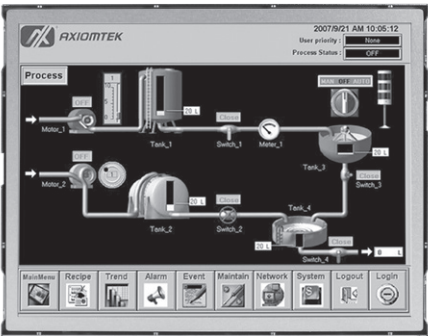 AXIOMTEK
2007/9/21 AM 10:05:12
User priority : None
Process Status : OFF
Process
OFF
Motor_1
Tank_1
20 L
Close
Switch_1
Meter_1
MAN OFF AUTO
Tank_3
20 L
Close
Switch_3
OFF
Motor_2
Tank_2
20 L
Close
Switch_2
Tank_4
20 L
Close
Switch_4
0 L
MainMenu Recipe Trend Alarm Event Maintain Network System Logout Login